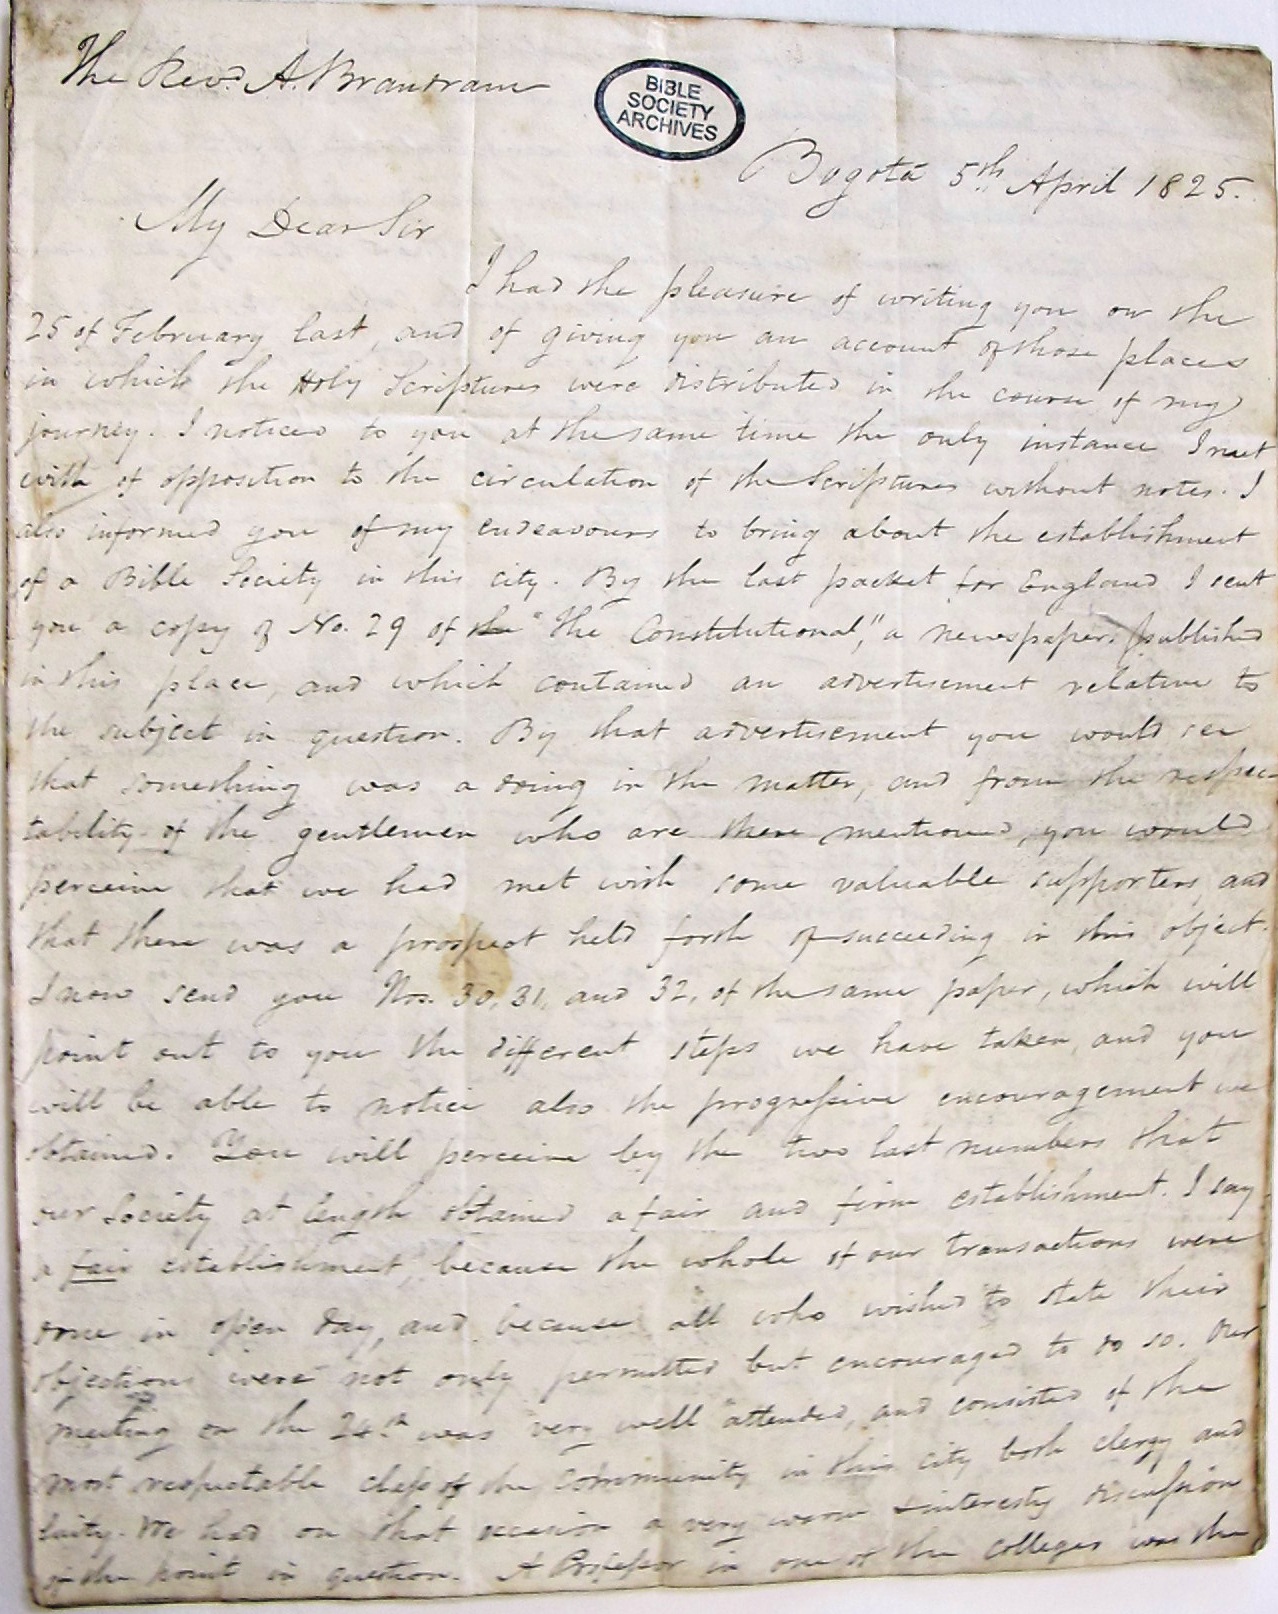 The Revd. A. Brandram
BIBLE
SOCIETY
ARCHIVES
Bogotá 5th. April 1825.
My Dear Sir
I had the pleasure of writing you on the
25 of February last, and of giving you an account of those places
in which the Holy Scriptures were distributed in the course of my
journey. I noticed to you at the same time the only instance I met
with of opposition to the circulation of the Scriptures without notes. I
also informed you of my endeavours to bring about the establishment
of a Bible Society in this city. By the last packet for England I sent
you a copy of No. 29 of the "The Constitutional," a newspaper published
in this place, and which contained an advertisement relative to
the subject in question. By that advertisement you would see
that something was a doing in the matter, and from the respec-
tability of the gentlemen who are there mentioned, you would
perceive that we had met with some valuable supporters, and
that there was a prospect held forth of succeeding in this object.
I now send you Nos. 30, 31, and 32, of the same paper, which will
point out to you the different steps we have taken, and you
will be able to notice also the progressive encouragement we
obtained. You will perceive by the two last numbers that
our Society at length obtained a fair and firm establishment. I say
a fair establishment, because the whole of our transactions were
done in open day, and because all who wished to state their
objections were not only permitted but encouraged to do so. Our
meeting on the 24th was very well attended, and consisted of the
most respectable class of the community in this city both clergy and
laity. We had on that occasion a very warm & interestg discussion
of the point in question. A Professor in one of the colleges was the